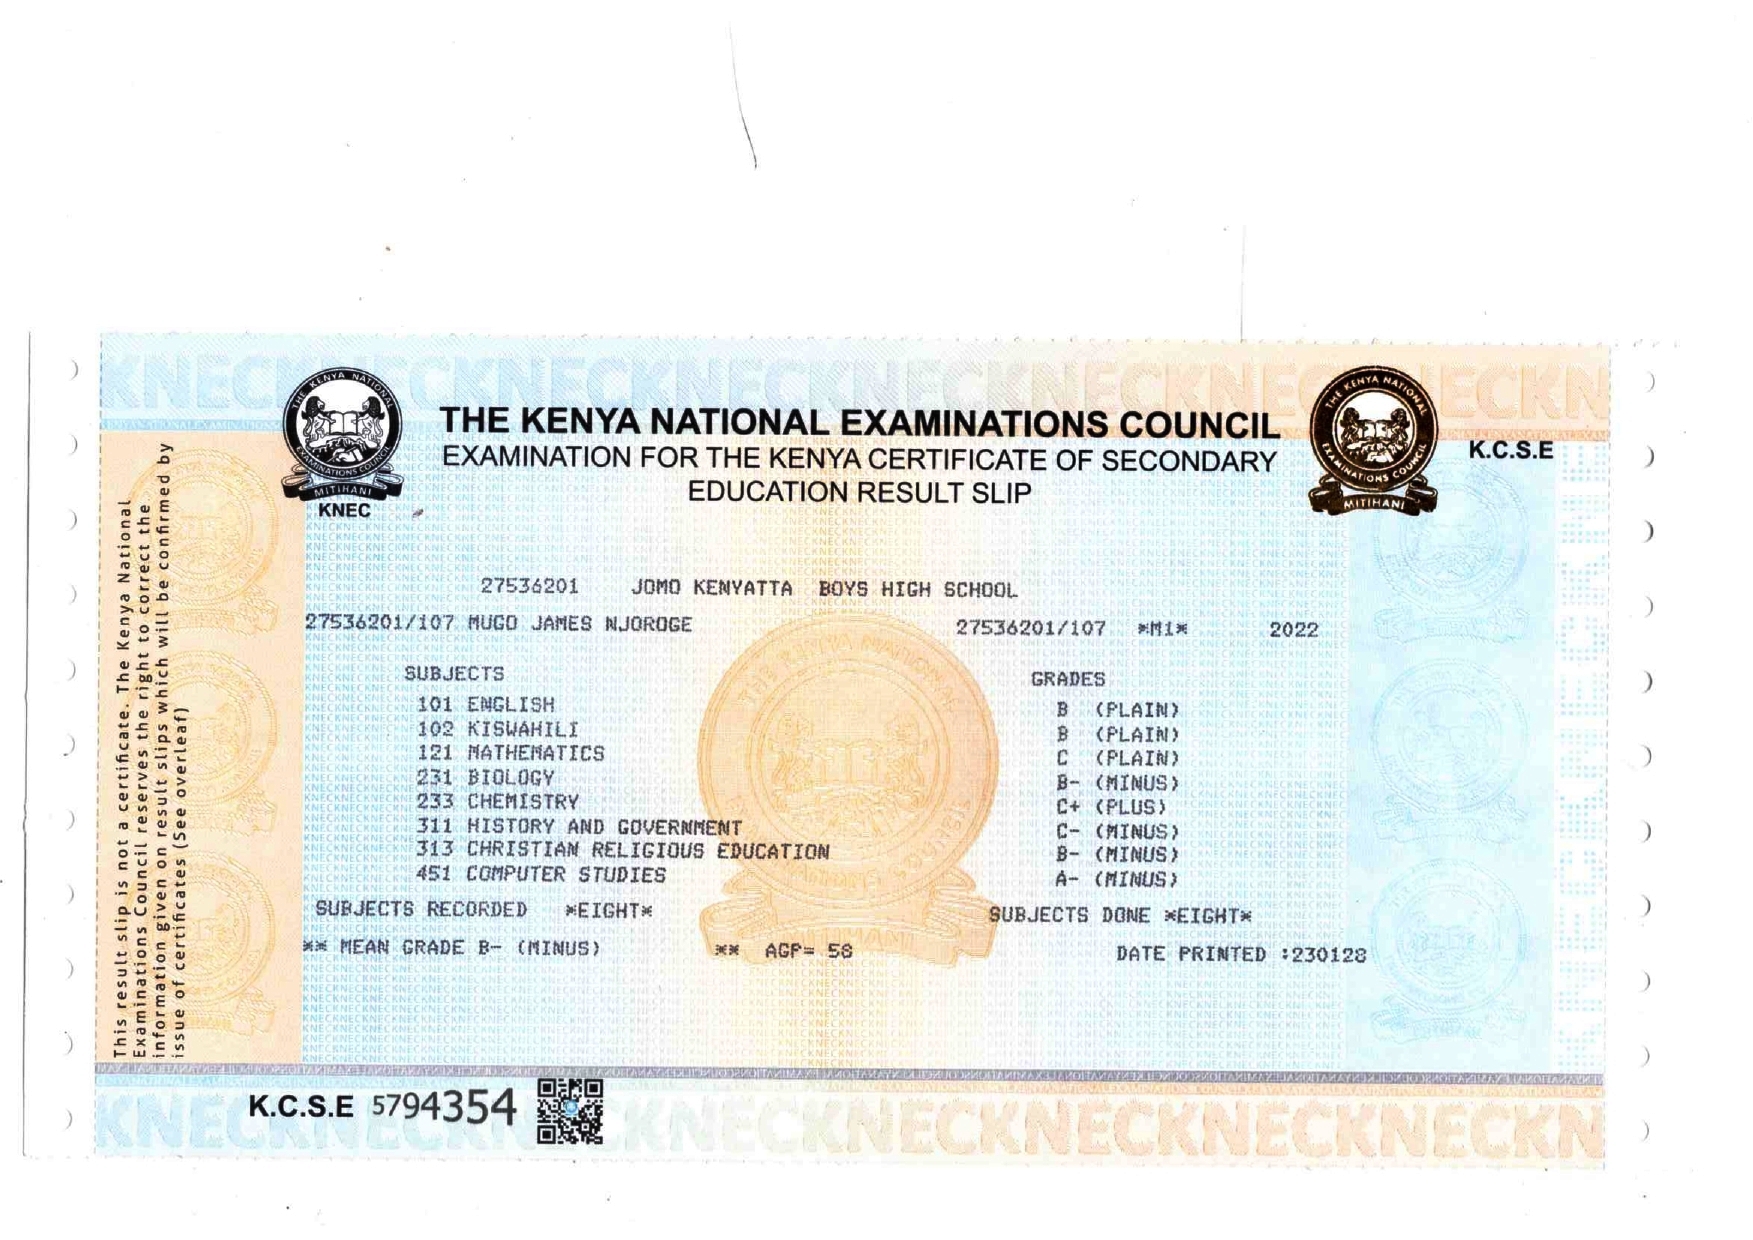 THE KENYA NATIONAL EXAMINATIONS COUNCIL
EXAMINATION FOR THE KENYA CERTIFICATE OF SECONDARY
EDUCATION RESULT SLIP
K.C.S.E
THE KENYA NATIONAL
EXAMINATIONS COUNCIL
MITIHANI
KNEC
THE KENYA NATIONAL
EXAMINATIONS COUNCIL
MITIHANI
This result slip is not a certificate. The Kenya National
Examinations Council reserves the right to correct the
information given on result slips which will be confirmed by
issue of certificates (See overleaf)
27536201 JOMO KENYATTA BOYS HIGH SCHOOL
27536201/107 MUGO JAMES NJOROGE 27536201/107 *M1* 2022
SUBJECTS GRADES
101 ENGLISH B (PLAIN)
102 KISWAHILI B (PLAIN)
121 MATHEMATICS C (PLAIN)
231 BIOLOGY B- (MINUS)
233 CHEMISTRY C+ (PLUS)
311 HISTORY AND GOVERNMENT C- (MINUS)
313 CHRISTIAN RELIGIOUS EDUCATION B- (MINUS)
451 COMPUTER STUDIES A- (MINUS)
SUBJECTS RECORDED *EIGHT* SUBJECTS DONE *EIGHT*
** MEAN GRADE B- (MINUS) ** AGP= 58 DATE PRINTED :230128
K.C.S.E 5794354